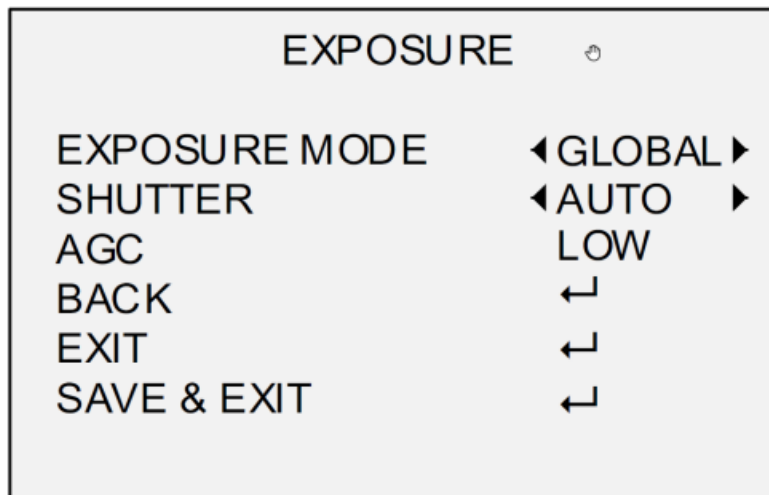 EXPOSURE
EXPOSURE MODE ◀ GLOBAL ▶
SHUTTER ◀ AUTO ▶
AGC LOW
BACK ↵
EXIT ↵
SAVE & EXIT ↵